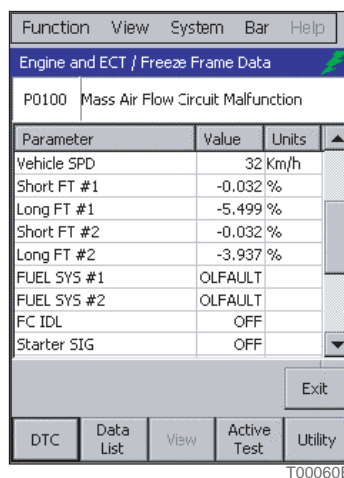 Function View System Bar Help
Engine and ECT / Freeze Frame Data
P0100 Mass Air Flow Circuit Malfunction
Parameter Value Units
Vehicle SPD 32 Km/h
Short FT #1 -0.032 %
Long FT #1 -5.499 %
Short FT #2 -0.032 %
Long FT #2 -3.937 %
FUEL SYS #1 OLFAULT
FUEL SYS #2 OLFAULT
FC IDL OFF
Starter SIG OFF
Exit
DTC Data List View Active Test Utility